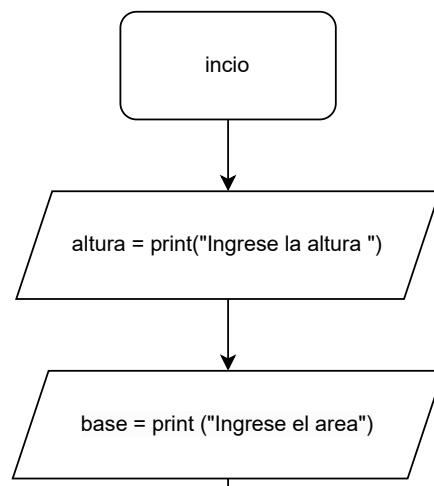 incio
altura = print("Ingrese la altura ")
base = print ("Ingrese el area")